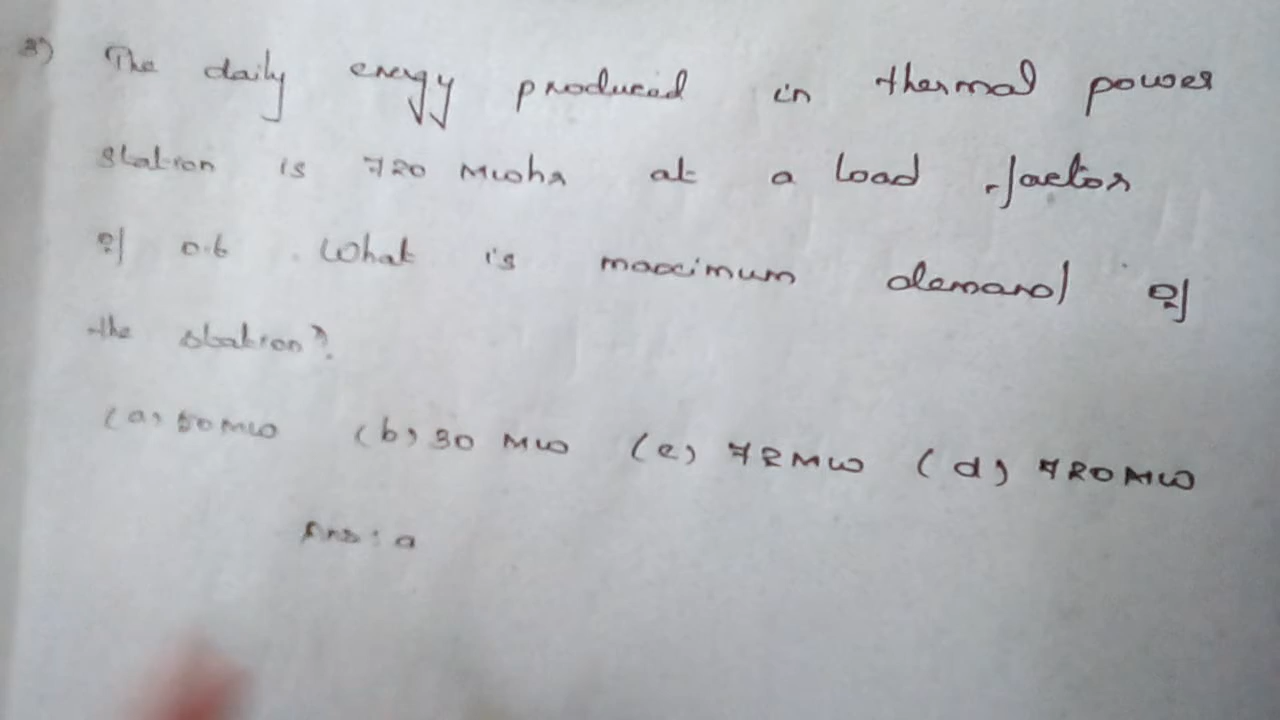 3) The daily energy produced in thermal power
station is 720 Mwhr at a load factor
of 0.6. What is maximum demand of
the station?
(a) 50MW (b) 30 MW (c) 72MW (d) 720MW
Ans: a